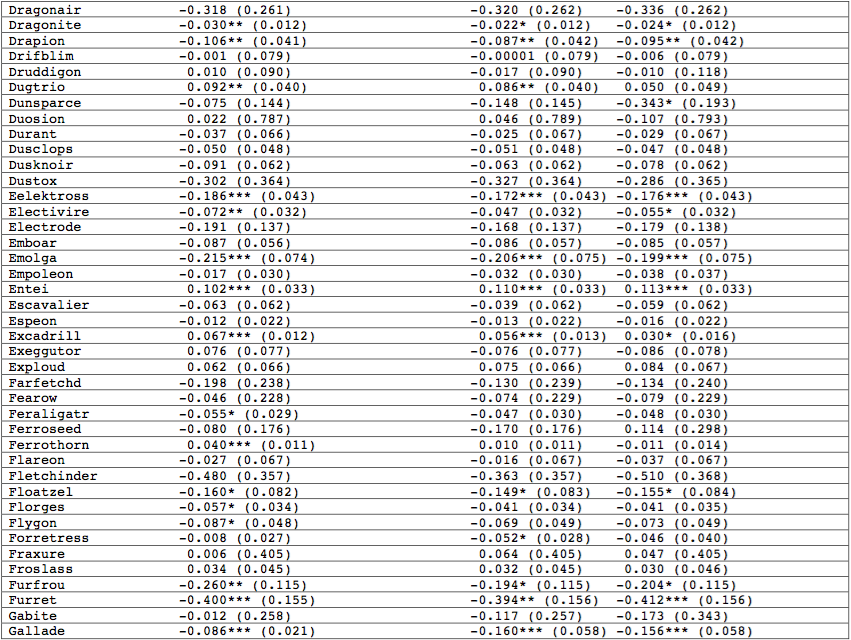 Dragonair -0.318 (0.261) -0.320 (0.262) -0.336 (0.262)
Dragonite -0.030** (0.012) -0.022* (0.012) -0.024* (0.012)
Drapion -0.106** (0.041) -0.087** (0.042) -0.095** (0.042)
Drifblim -0.001 (0.079) -0.00001 (0.079) -0.006 (0.079)
Druddigon 0.010 (0.090) -0.017 (0.090) -0.010 (0.118)
Dugtrio 0.092** (0.040) 0.086** (0.040) 0.050 (0.049)
Dunsparce -0.075 (0.144) -0.148 (0.145) -0.343* (0.193)
Duosion 0.022 (0.787) 0.046 (0.789) -0.107 (0.793)
Durant -0.037 (0.066) -0.025 (0.067) -0.029 (0.067)
Dusclops -0.050 (0.048) -0.051 (0.048) -0.047 (0.048)
Dusknoir -0.091 (0.062) -0.063 (0.062) -0.078 (0.062)
Dustox -0.302 (0.364) -0.327 (0.364) -0.286 (0.365)
Eelektross -0.186*** (0.043) -0.172*** (0.043) -0.176*** (0.043)
Electivire -0.072** (0.032) -0.047 (0.032) -0.055* (0.032)
Electrode -0.191 (0.137) -0.168 (0.137) -0.179 (0.138)
Emboar -0.087 (0.056) -0.086 (0.057) -0.085 (0.057)
Emolga -0.215*** (0.074) -0.206*** (0.075) -0.199*** (0.075)
Empoleon -0.017 (0.030) -0.032 (0.030) -0.038 (0.037)
Entei 0.102*** (0.033) 0.110*** (0.033) 0.113*** (0.033)
Escavalier -0.063 (0.062) -0.039 (0.062) -0.059 (0.062)
Espeon -0.012 (0.022) -0.013 (0.022) -0.016 (0.022)
Excadrill 0.067*** (0.012) 0.056*** (0.013) 0.030* (0.016)
Exeggutor 0.076 (0.077) -0.076 (0.077) -0.086 (0.078)
Exploud 0.062 (0.066) 0.075 (0.066) 0.084 (0.067)
Farfetchd -0.198 (0.238) -0.130 (0.239) -0.134 (0.240)
Fearow -0.046 (0.228) -0.074 (0.229) -0.079 (0.229)
Feraligatr -0.055* (0.029) -0.047 (0.030) -0.048 (0.030)
Ferroseed -0.080 (0.176) -0.170 (0.176) 0.114 (0.298)
Ferrothorn 0.040*** (0.011) 0.010 (0.011) -0.011 (0.014)
Flareon -0.027 (0.067) -0.016 (0.067) -0.037 (0.067)
Fletchinder -0.480 (0.357) -0.363 (0.357) -0.510 (0.368)
Floatzel -0.160* (0.082) -0.149* (0.083) -0.155* (0.084)
Florges -0.057* (0.034) -0.041 (0.034) -0.041 (0.035)
Flygon -0.087* (0.048) -0.069 (0.049) -0.073 (0.049)
Forretress -0.008 (0.027) -0.052* (0.028) -0.046 (0.040)
Fraxure 0.006 (0.405) 0.064 (0.405) 0.047 (0.405)
Froslass 0.034 (0.045) 0.032 (0.045) 0.030 (0.046)
Furfrou -0.260** (0.115) -0.194* (0.115) -0.204* (0.115)
Furret -0.400*** (0.155) -0.394** (0.156) -0.412*** (0.156)
Gabite -0.012 (0.258) -0.117 (0.257) -0.173 (0.343)
Gallade -0.086*** (0.021) -0.160*** (0.058) -0.156*** (0.058)